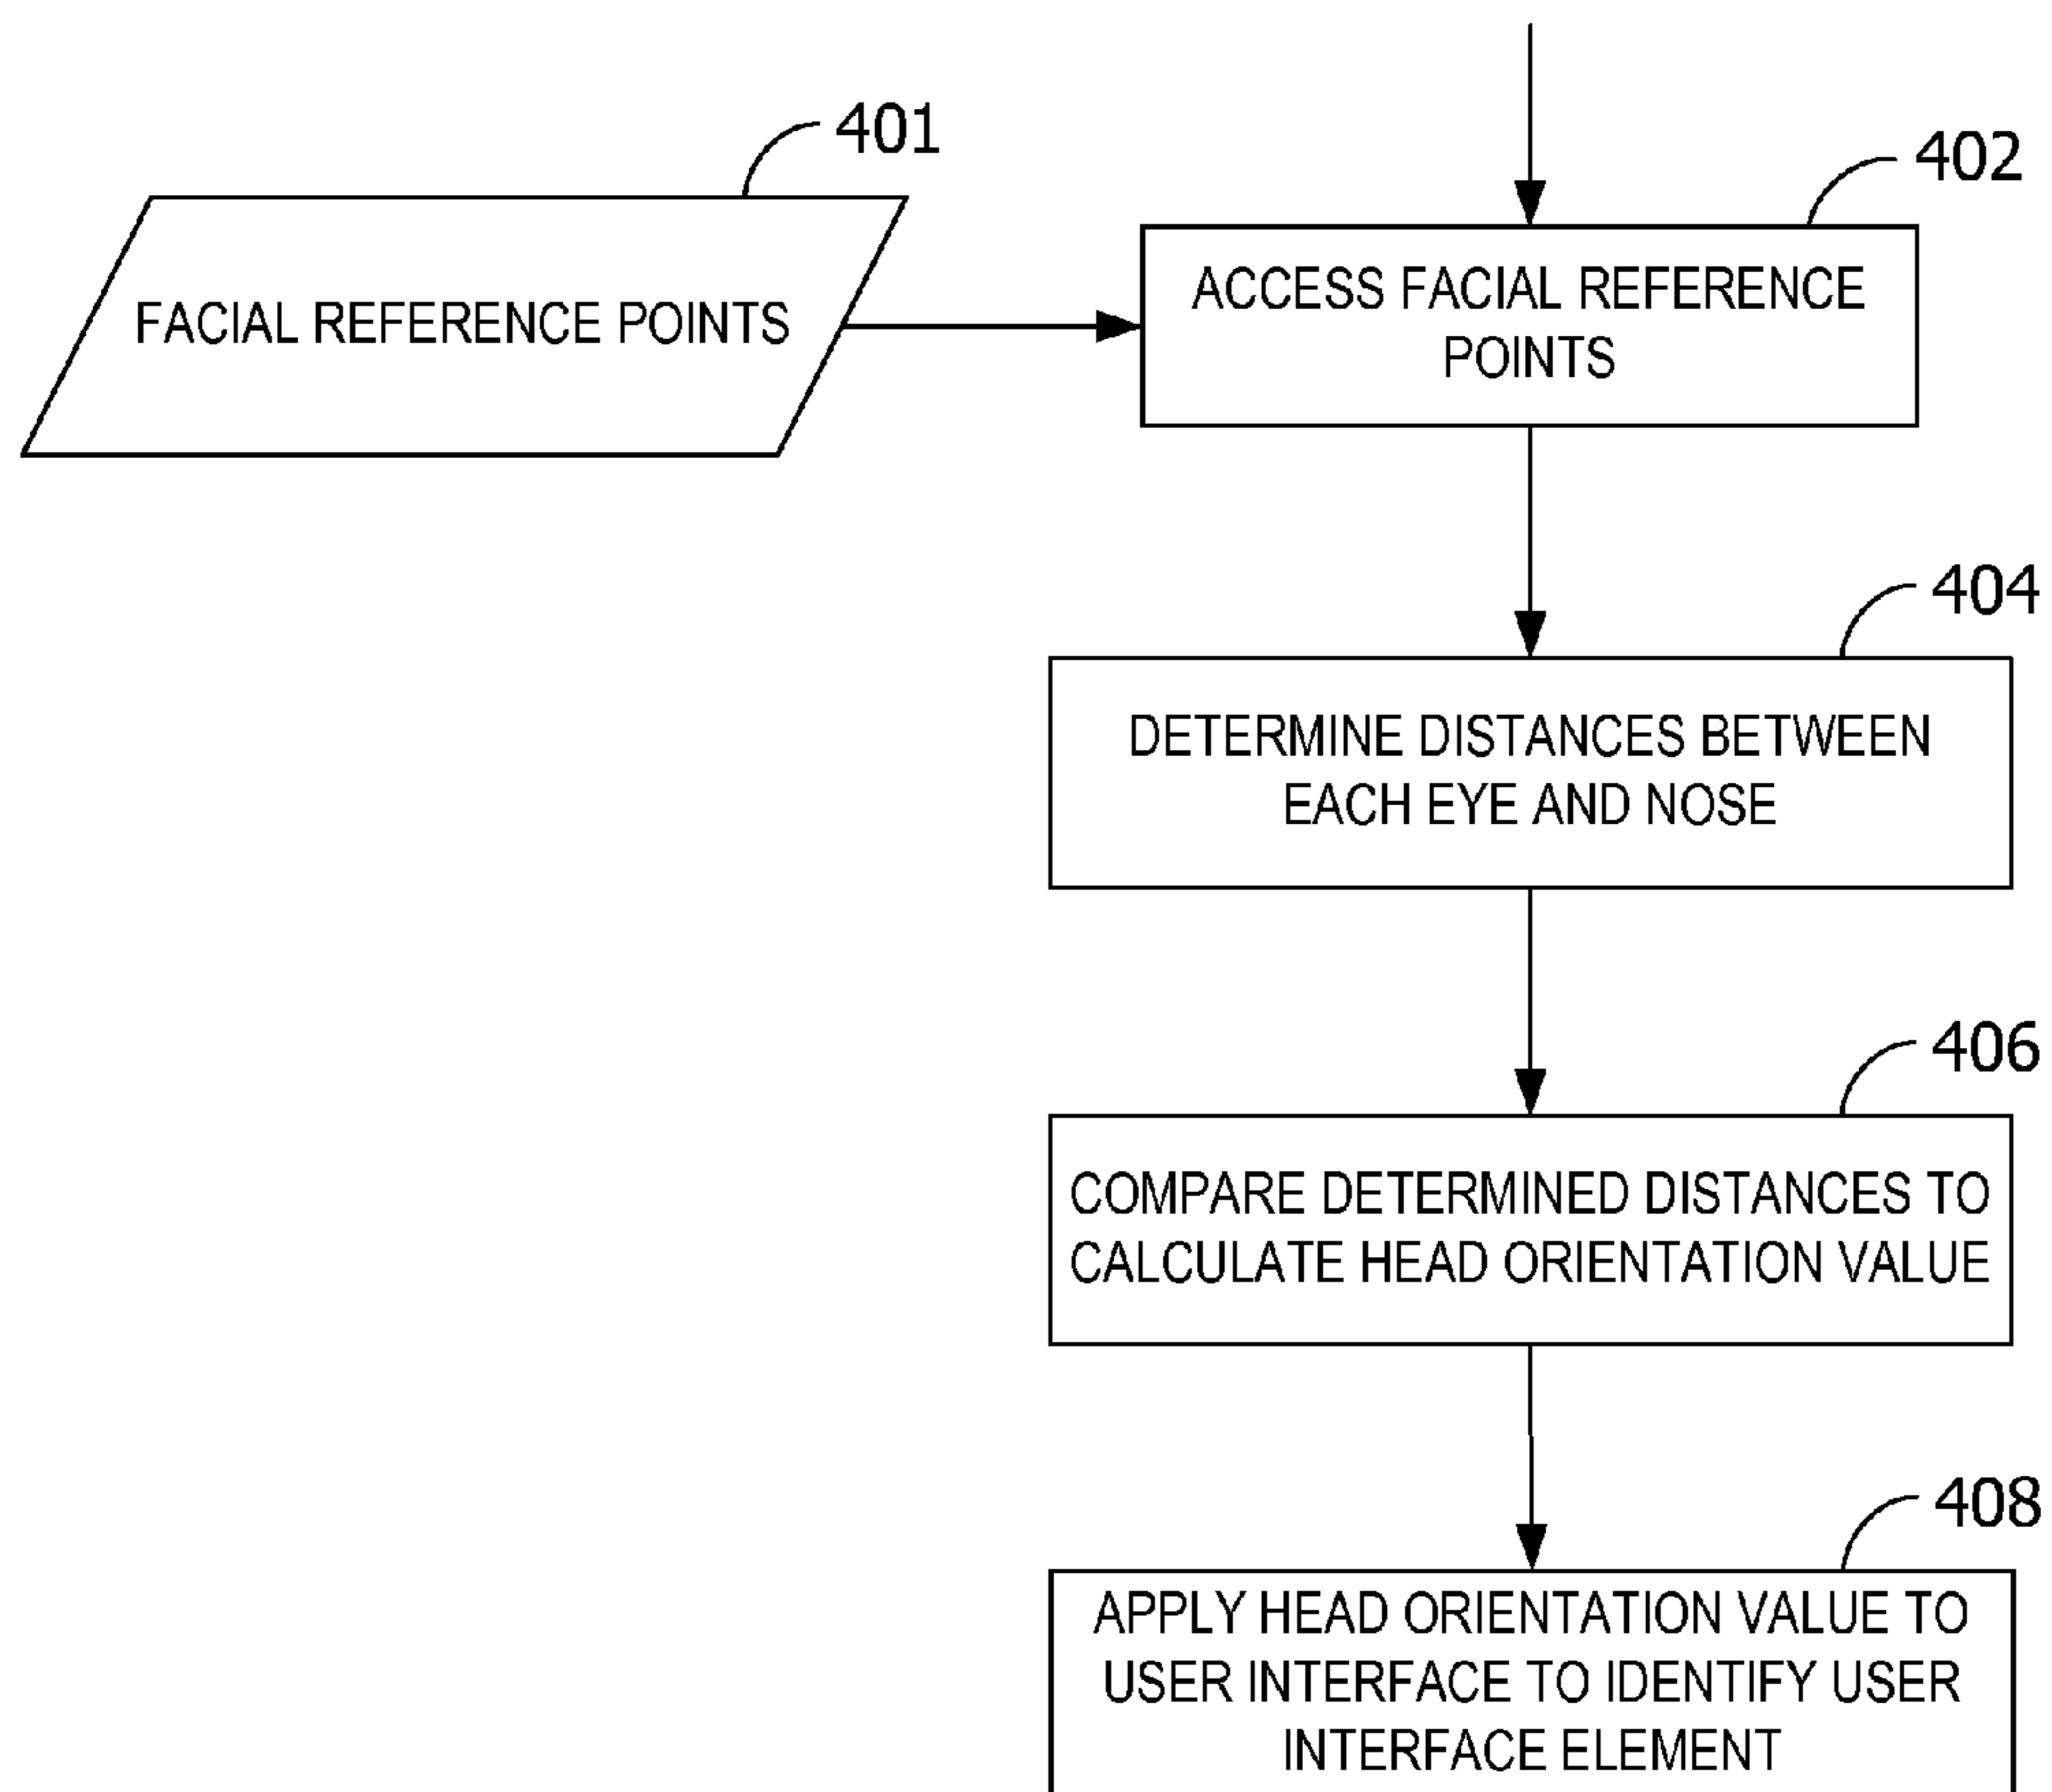 401
FACIAL REFERENCE POINTS
402
ACCESS FACIAL REFERENCE
POINTS
404
DETERMINE DISTANCES BETWEEN
EACH EYE AND NOSE
406
COMPARE DETERMINED DISTANCES TO
CALCULATE HEAD ORIENTATION VALUE
408
APPLY HEAD ORIENTATION VALUE TO
USER INTERFACE TO IDENTIFY USER
INTERFACE ELEMENT